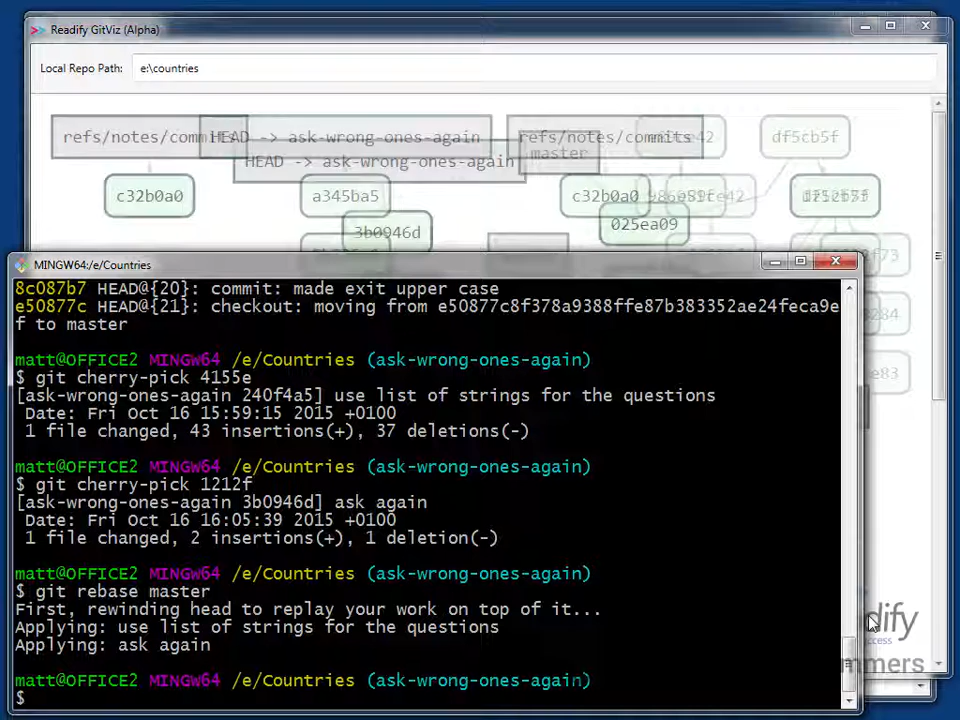 Readify GitViz (Alpha)
Local Repo Path: e:\countries
refs/notes/commits
HEAD -> ask-wrong-ones-again
refs/notes/commits
df5cb5f
HEAD -> ask-wrong-ones-again
master
c32b0a0
a345ba5
c32b0a0
3b0946d
025ea09
MINGW64:/e/Countries
8c087b7 HEAD@{20}: commit: made exit upper case
e50877c HEAD@{21}: checkout: moving from e50877c8f378a9388ffe87b383352ae24feca9e
f to master
matt@OFFICE2 MINGW64 /e/Countries (ask-wrong-ones-again)
$ git cherry-pick 4155e
[ask-wrong-ones-again 240f4a5] use list of strings for the questions
Date: Fri Oct 16 15:59:15 2015 +0100
1 file changed, 43 insertions(+), 37 deletions(-)
matt@OFFICE2 MINGW64 /e/Countries (ask-wrong-ones-again)
$ git cherry-pick 1212f
[ask-wrong-ones-again 3b0946d] ask again
Date: Fri Oct 16 16:05:39 2015 +0100
1 file changed, 2 insertions(+), 1 deletion(-)
matt@OFFICE2 MINGW64 /e/Countries (ask-wrong-ones-again)
$ git rebase master
First, rewinding head to replay your work on top of it...
Applying: use list of strings for the questions
Applying: ask again
matt@OFFICE2 MINGW64 /e/Countries (ask-wrong-ones-again)
$